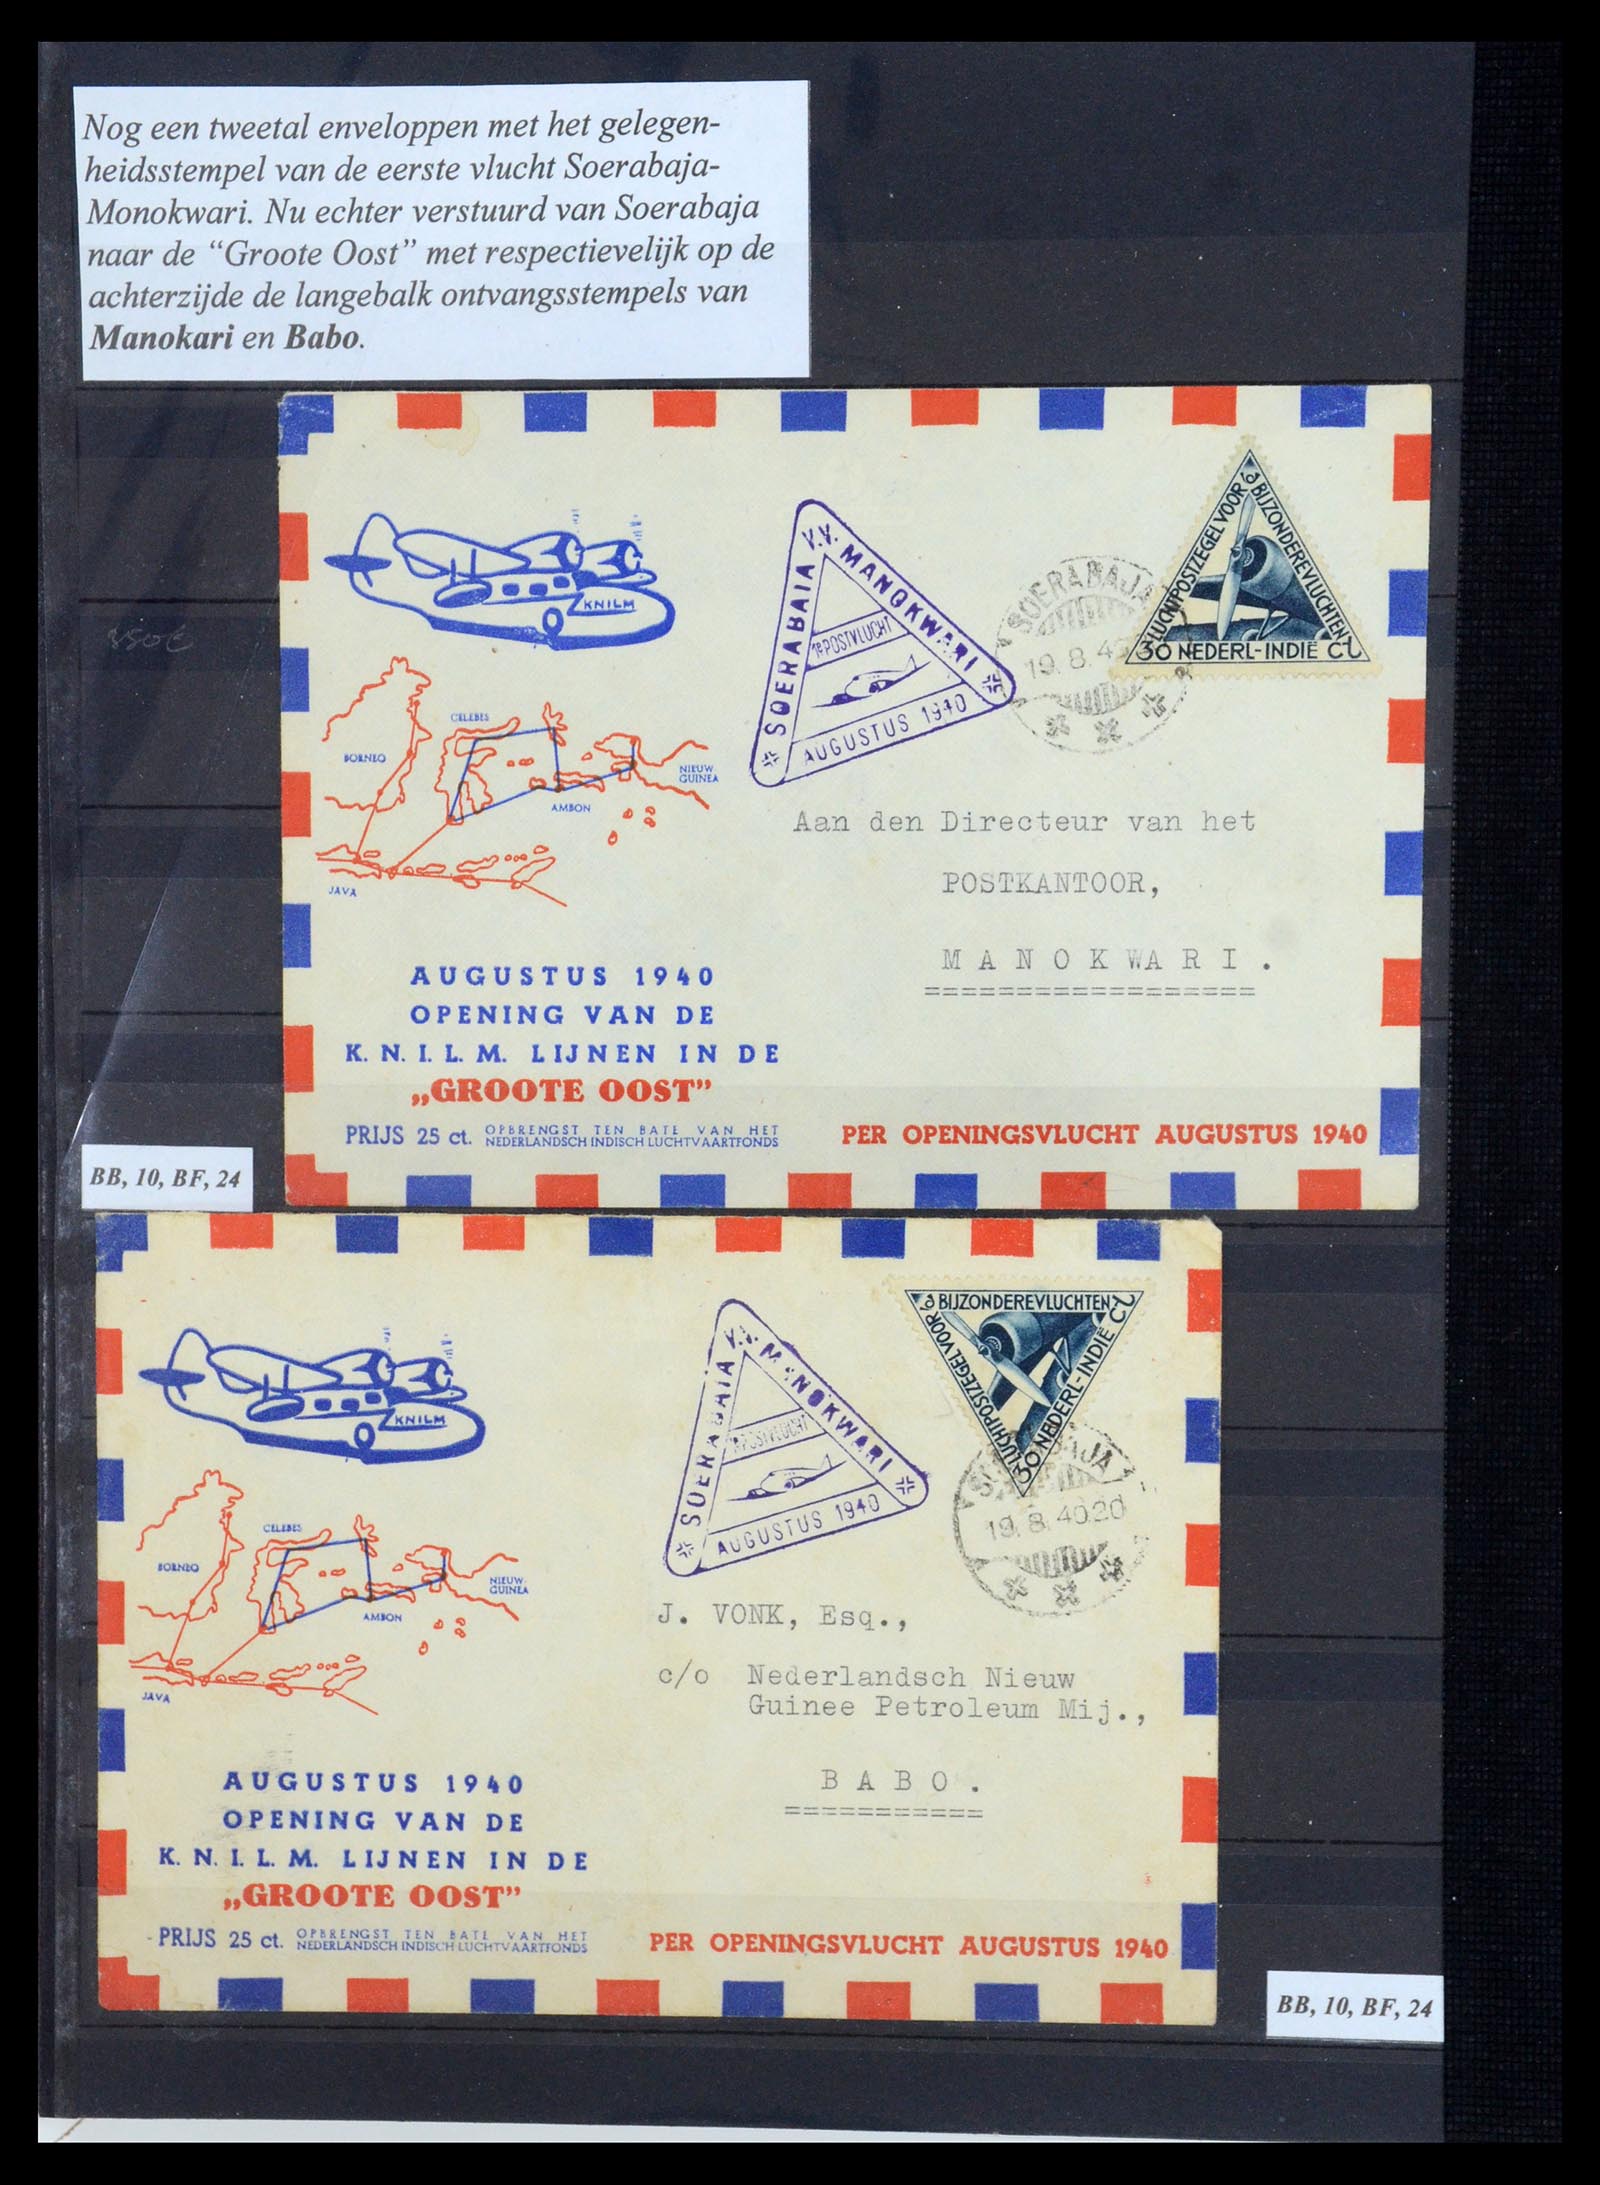 Nog een tweetal enveloppen met het gelegen-
heidsstempel van de eerste vlucht Soerabaja-
Monokwari. Nu echter verstuurd van Soerabaja
naar de “Groote Oost” met respectievelijk op de
achterzijde de langebalk ontvangsstempels van
Manokari en Babo.
KNILM
SOERABAIA V.V. MANOKWARI
1e POSTVLUCHT
AUGUSTUS 1940
SOERABAJA
19.8.40
LUCHTPOSTZEGEL VOOR BIJZONDERE VLUCHTEN
30 NEDERL-INDIË CT
CELEBES
BORNEO
NIEUW
GUINEA
AMBON
JAVA
Aan den Directeur van het
POSTKANTOOR,
M A N O K WA R I .
===================
AUGUSTUS 1940
OPENING VAN DE
K. N. I. L. M. LIJNEN IN DE
„GROOTE OOST”
PRIJS 25 ct. OPBRENGST TEN BATE VAN HET
NEDERLANDSCH INDISCH LUCHTVAARTFONDS
PER OPENINGSVLUCHT AUGUSTUS 1940
BB, 10, BF, 24
KNILM
SOERABAIA V.V. MANOKWARI
1e POSTVLUCHT
AUGUSTUS 1940
LUCHTPOSTZEGEL VOOR BIJZONDERE VLUCHTEN
30 NEDERL-INDIË CT
19.8.40.20
CELEBES
BORNEO
NIEUW-
GUINEA
AMBON
JAVA
J. VONK, Esq.,
c/o Nederlandsch Nieuw
Guinee Petroleum Mij.,
B A B O .
===========
AUGUSTUS 1940
OPENING VAN DE
K. N. I. L. M. LIJNEN IN DE
„GROOTE OOST”
PRIJS 25 ct. OPBRENGST TEN BATE VAN HET
NEDERLANDSCH INDISCH LUCHTVAARTFONDS
PER OPENINGSVLUCHT AUGUSTUS 1940
BB, 10, BF, 24